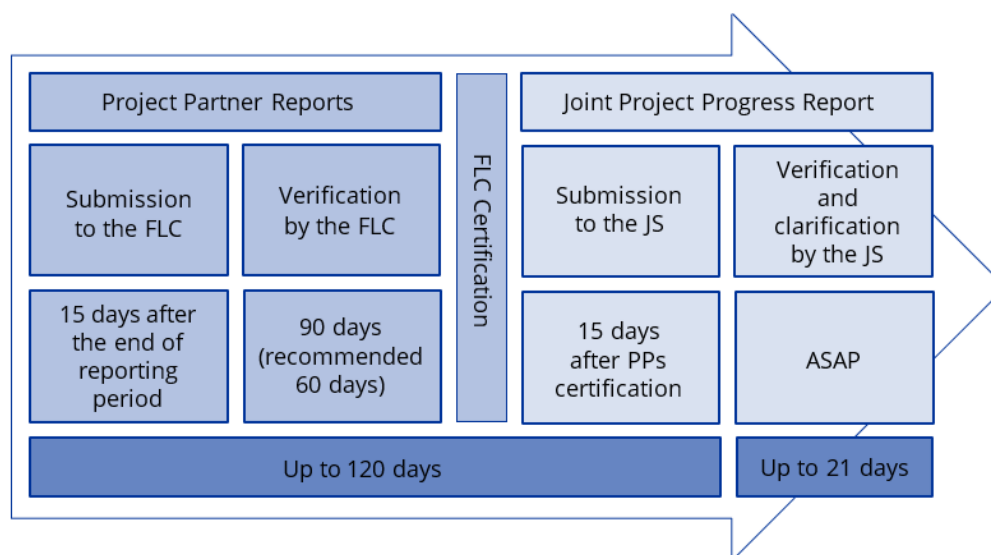 Project Partner Reports
Submission
to the FLC
Verification
by the FLC
15 days after
the end of
reporting
period
90 days
(recommended
60 days)
FLC Certification
Joint Project Progress Report
Submission
to the JS
Verification
and
clarification
by the JS
15 days
after PPs
certification
ASAP
Up to 120 days
Up to 21 days